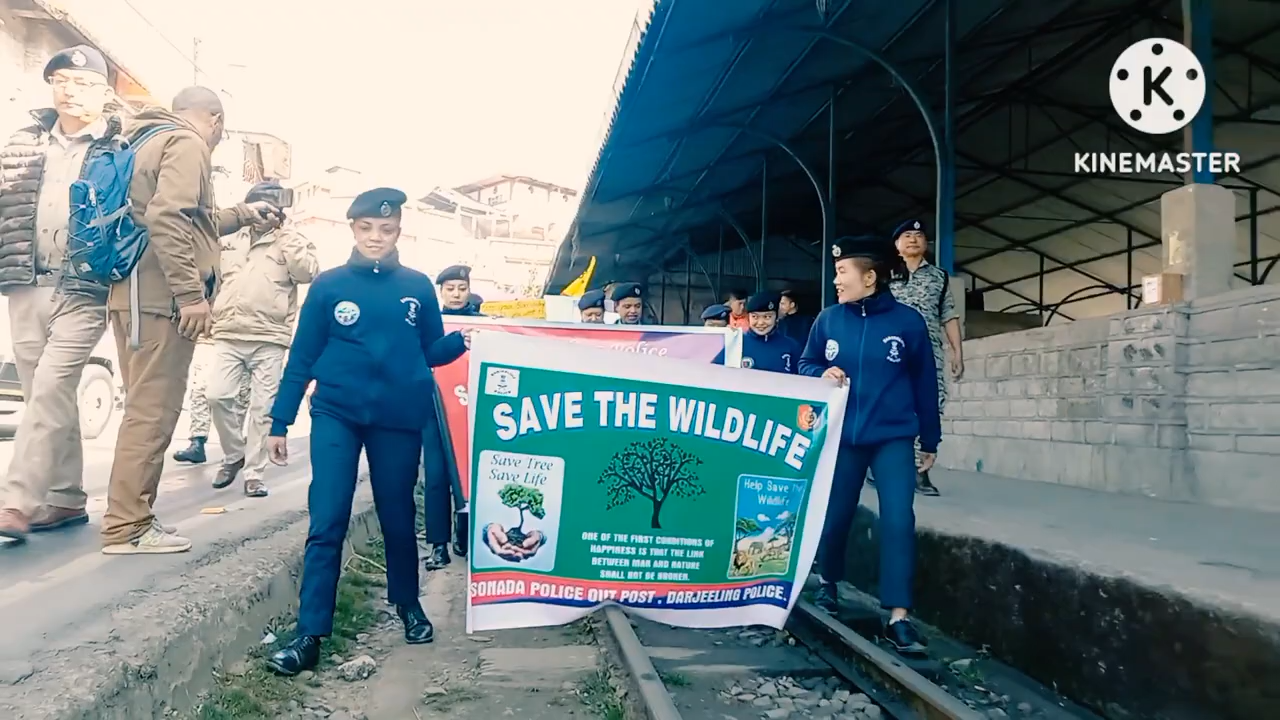 KINEMASTER
Police
SAVE THE WILDLIFE
Save Tree
Save Life
Help Save The
Wildlife
ONE OF THE FIRST CONDITIONS OF
HAPPINESS IS THAT THE LINK
BETWEEN MAN AND NATURE
SHALL NOT BE BROKEN.
SONADA POLICE OUT POST, DARJEELING POLICE.